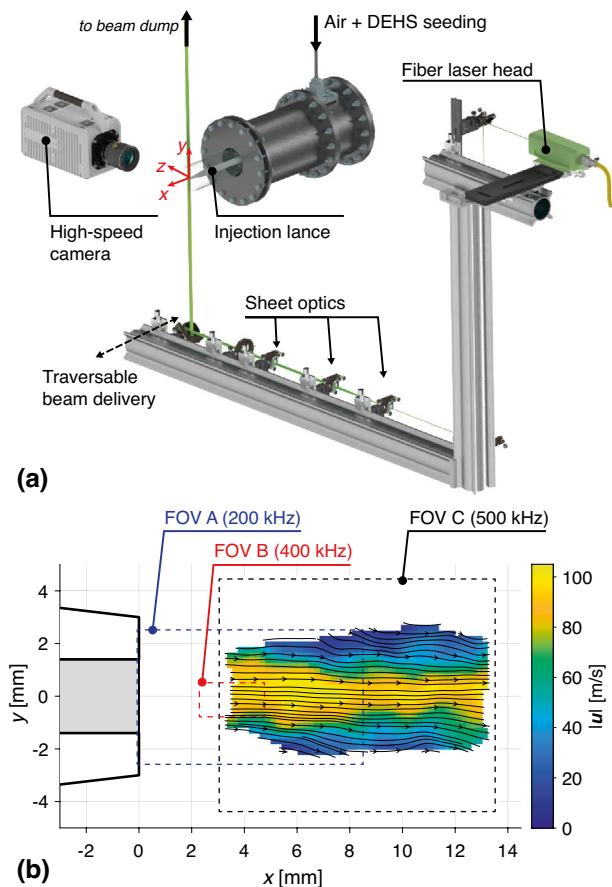 to beam dump
Air + DEHS seeding
Fiber laser head
y
z
x
High-speed
camera
Injection lance
Sheet optics
Traversable
beam delivery
(a)
FOV A (200 kHz)
FOV C (500 kHz)
FOV B (400 kHz)
4
2
0
-2
-4
y [mm]
-2
0
2
4
6
8
10
12
14
x [mm]
100
80
60
40
20
0
|u| [m/s]
(b)